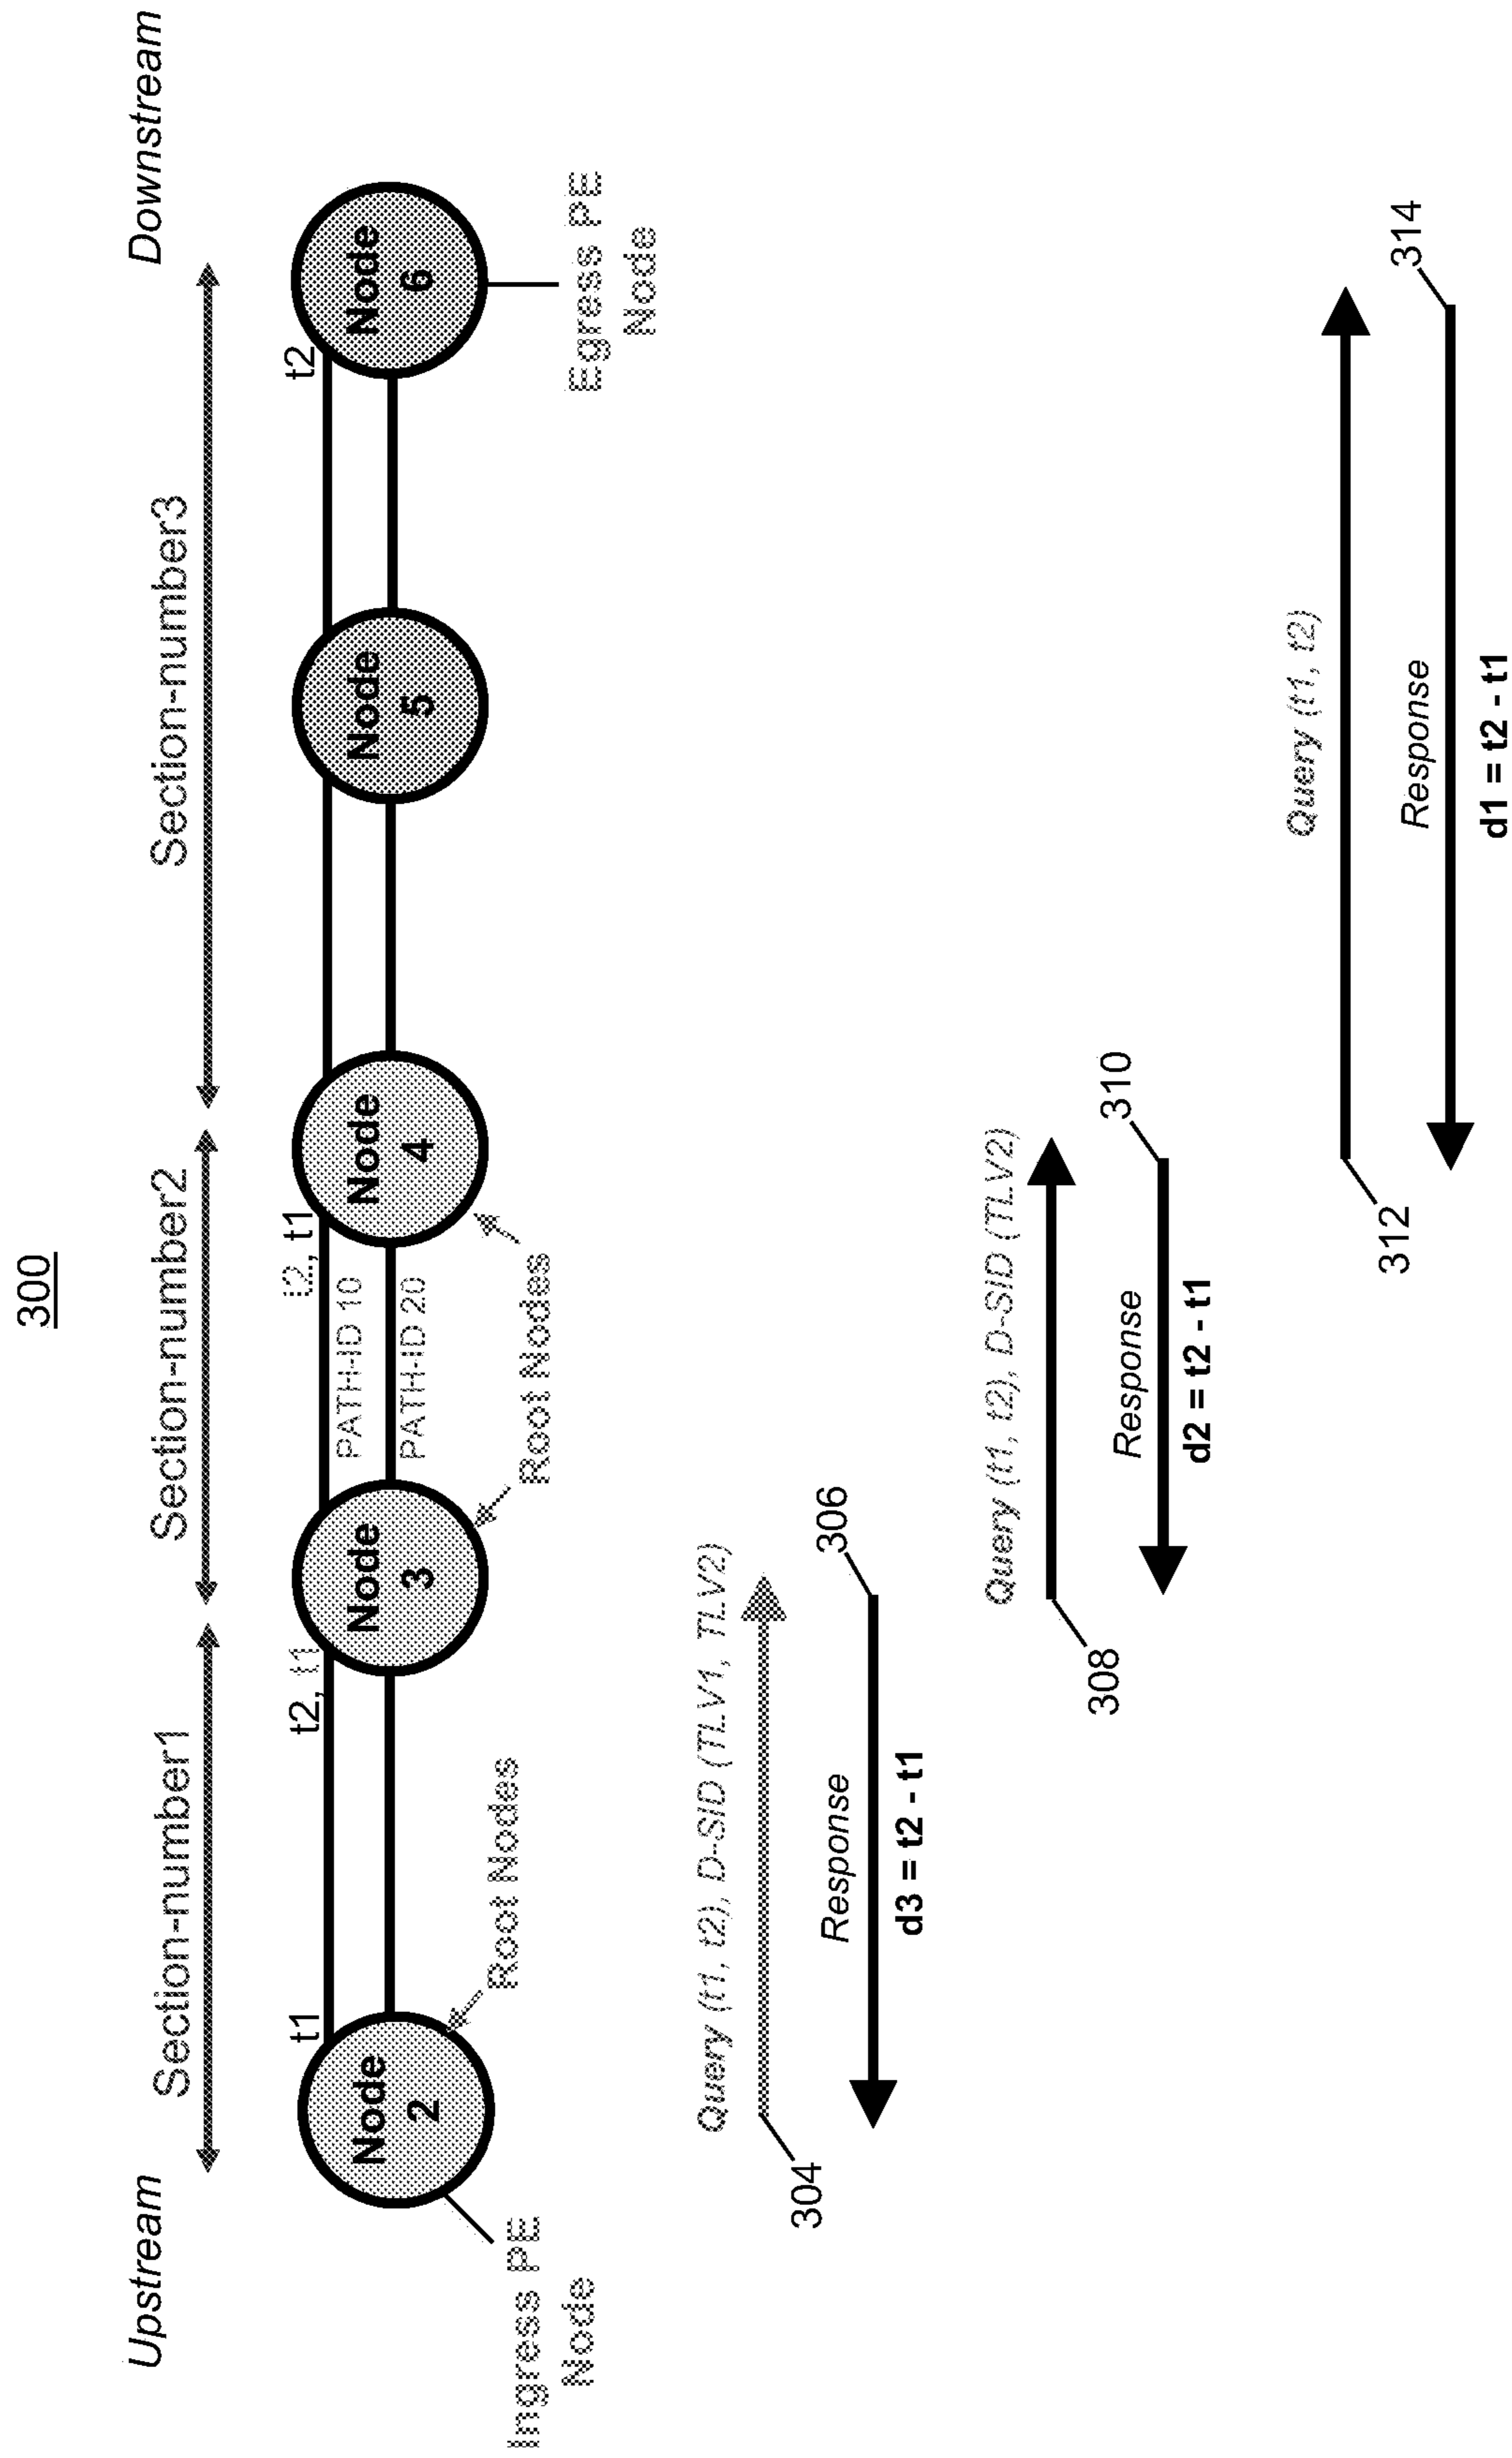 300
Upstream
Downstream
Section-number1
Section-number2
Section-number3
t1
t2, t1
t2, t1
t2
Node
2
Node
3
Node
4
Node
5
Node
6
PATH-ID 10
PATH-ID 20
Ingress PE
Node
Root Nodes
Root Nodes
Egress PE
Node
Query (t1, t2), D-SID (TLV1, TLV2)
304
306
Response
d3 = t2 - t1
Query (t1, t2), D-SID (TLV2)
308
310
Response
d2 = t2 - t1
Query (t1, t2)
312
314
Response
d1 = t2 - t1